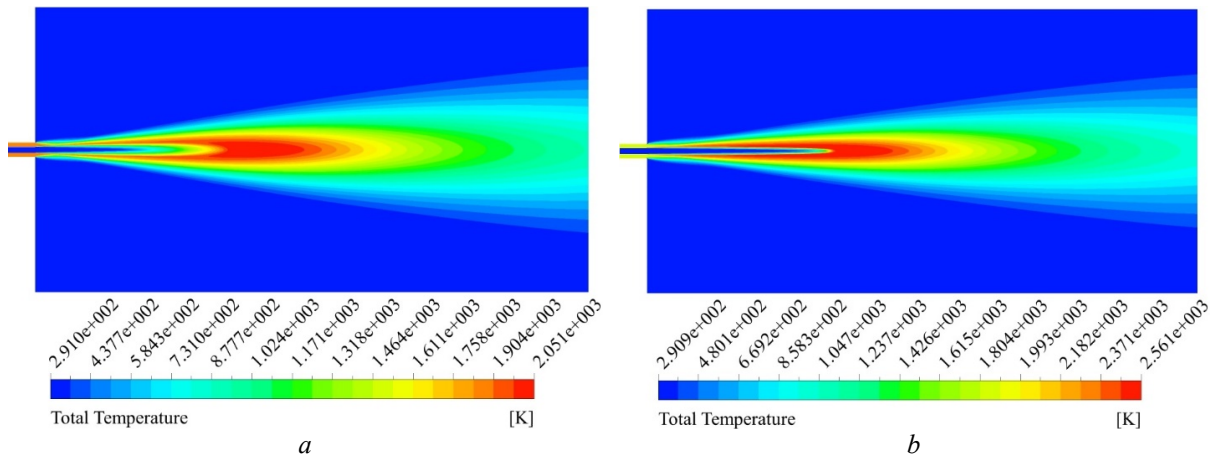 2.910e+002
4.377e+002
5.843e+002
7.310e+002
8.777e+002
1.024e+003
1.171e+003
1.318e+003
1.464e+003
1.611e+003
1.758e+003
1.904e+003
2.051e+003
Total Temperature [K]
a
2.909e+002
4.801e+002
6.692e+002
8.583e+002
1.047e+003
1.237e+003
1.426e+003
1.615e+003
1.804e+003
1.993e+003
2.182e+003
2.371e+003
2.561e+003
Total Temperature [K]
b